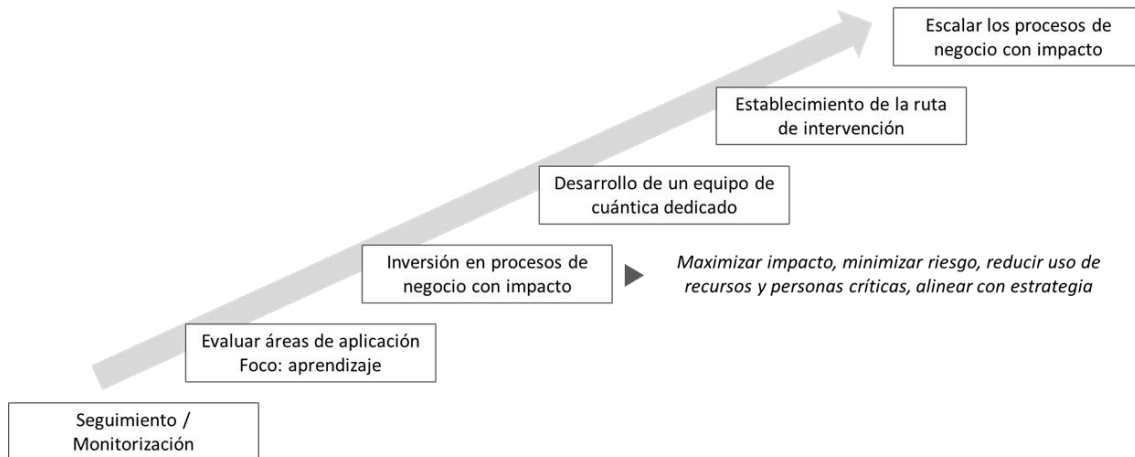 Escalar los procesos de
negocio con impacto
Establecimiento de la ruta
de intervención
Desarrollo de un equipo de
cuántica dedicado
Inversión en procesos de
negocio con impacto
Maximizar impacto, minimizar riesgo, reducir uso de
recursos y personas críticas, alinear con estrategia
Evaluar áreas de aplicación
Foco: aprendizaje
Seguimiento /
Monitorización